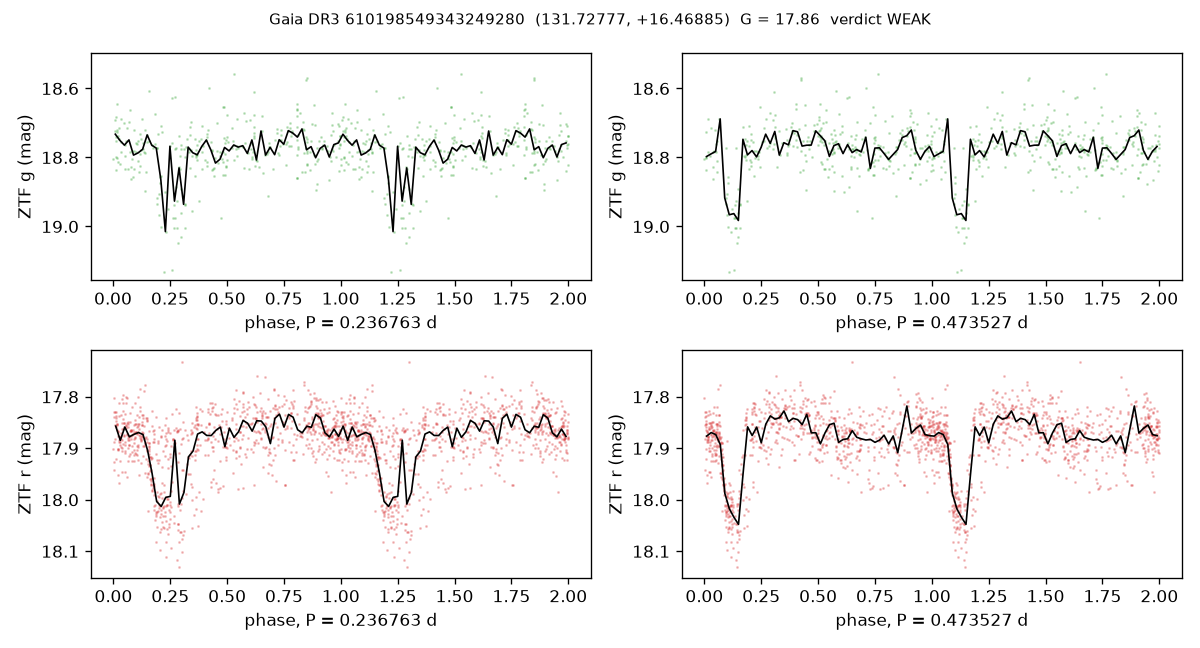 Gaia DR3 610198549343249280 (131.72777, +16.46885) G = 17.86 verdict WEAK
ZTF g (mag)
18.6
18.8
19.0
0.00 0.25 0.50 0.75 1.00 1.25 1.50 1.75 2.00
phase, P = 0.236763 d
ZTF g (mag)
18.6
18.8
19.0
0.00 0.25 0.50 0.75 1.00 1.25 1.50 1.75 2.00
phase, P = 0.473527 d
ZTF r (mag)
17.8
17.9
18.0
18.1
0.00 0.25 0.50 0.75 1.00 1.25 1.50 1.75 2.00
phase, P = 0.236763 d
ZTF r (mag)
17.8
17.9
18.0
18.1
0.00 0.25 0.50 0.75 1.00 1.25 1.50 1.75 2.00
phase, P = 0.473527 d